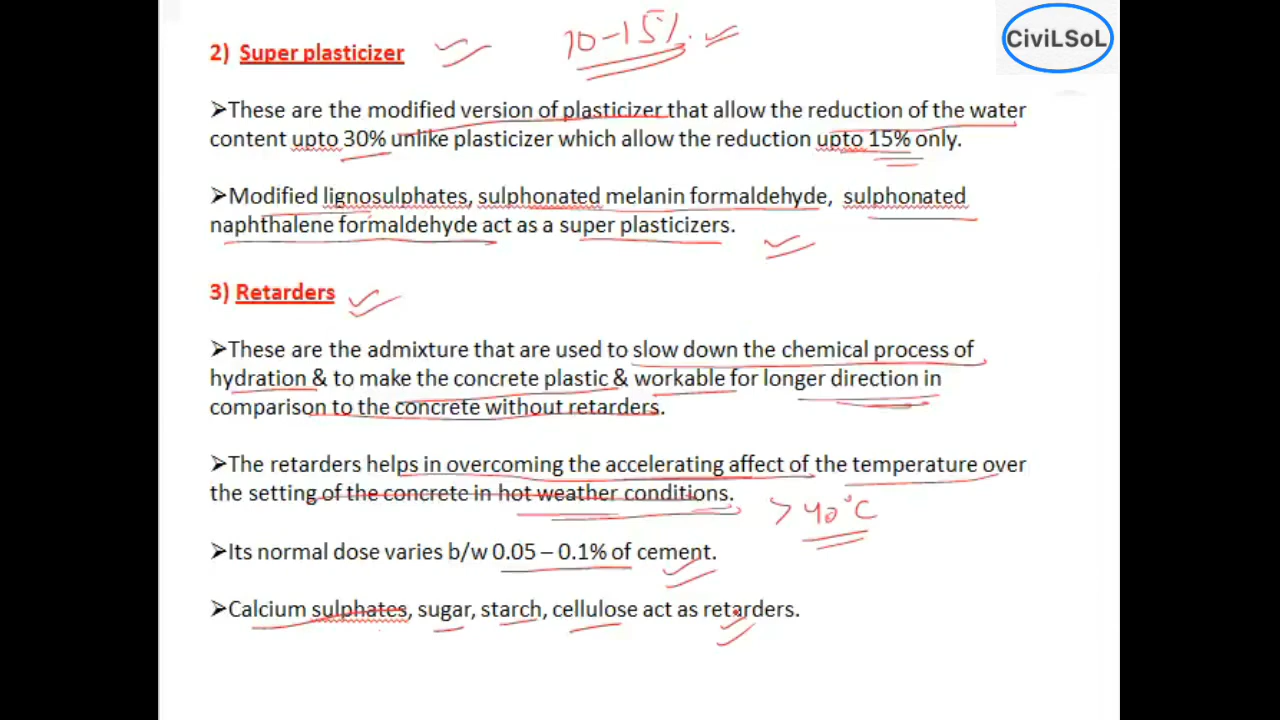 10-15%.
CiviLSoL
2) Super plasticizer
➢These are the modified version of plasticizer that allow the reduction of the water
content upto 30% unlike plasticizer which allow the reduction upto 15% only.
➢Modified lignosulphates, sulphonated melanin formaldehyde, sulphonated
naphthalene formaldehyde act as a super plasticizers.
3) Retarders
➢These are the admixture that are used to slow down the chemical process of
hydration & to make the concrete plastic & workable for longer direction in
comparison to the concrete without retarders.
➢The retarders helps in overcoming the accelerating affect of the temperature over
the setting of the concrete in hot weather conditions.
> 40°C
➢Its normal dose varies b/w 0.05 – 0.1% of cement.
➢Calcium sulphates, sugar, starch, cellulose act as retarders.